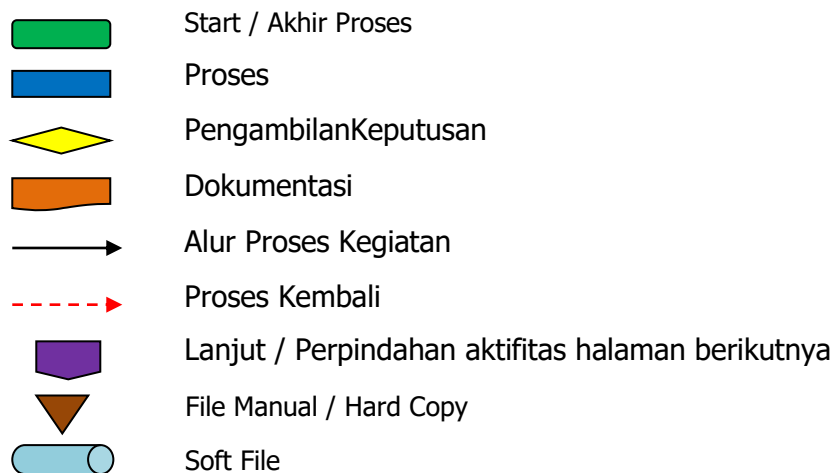 Start / Akhir Proses
Proses
PengambilanKeputusan
Dokumentasi
Alur Proses Kegiatan
Proses Kembali
Lanjut / Perpindahan aktifitas halaman berikutnya
File Manual / Hard Copy
Soft File